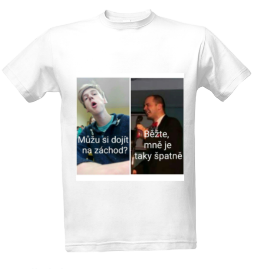 Můžu si dojít
na záchod?
Běžte,
mně je
taky špatně